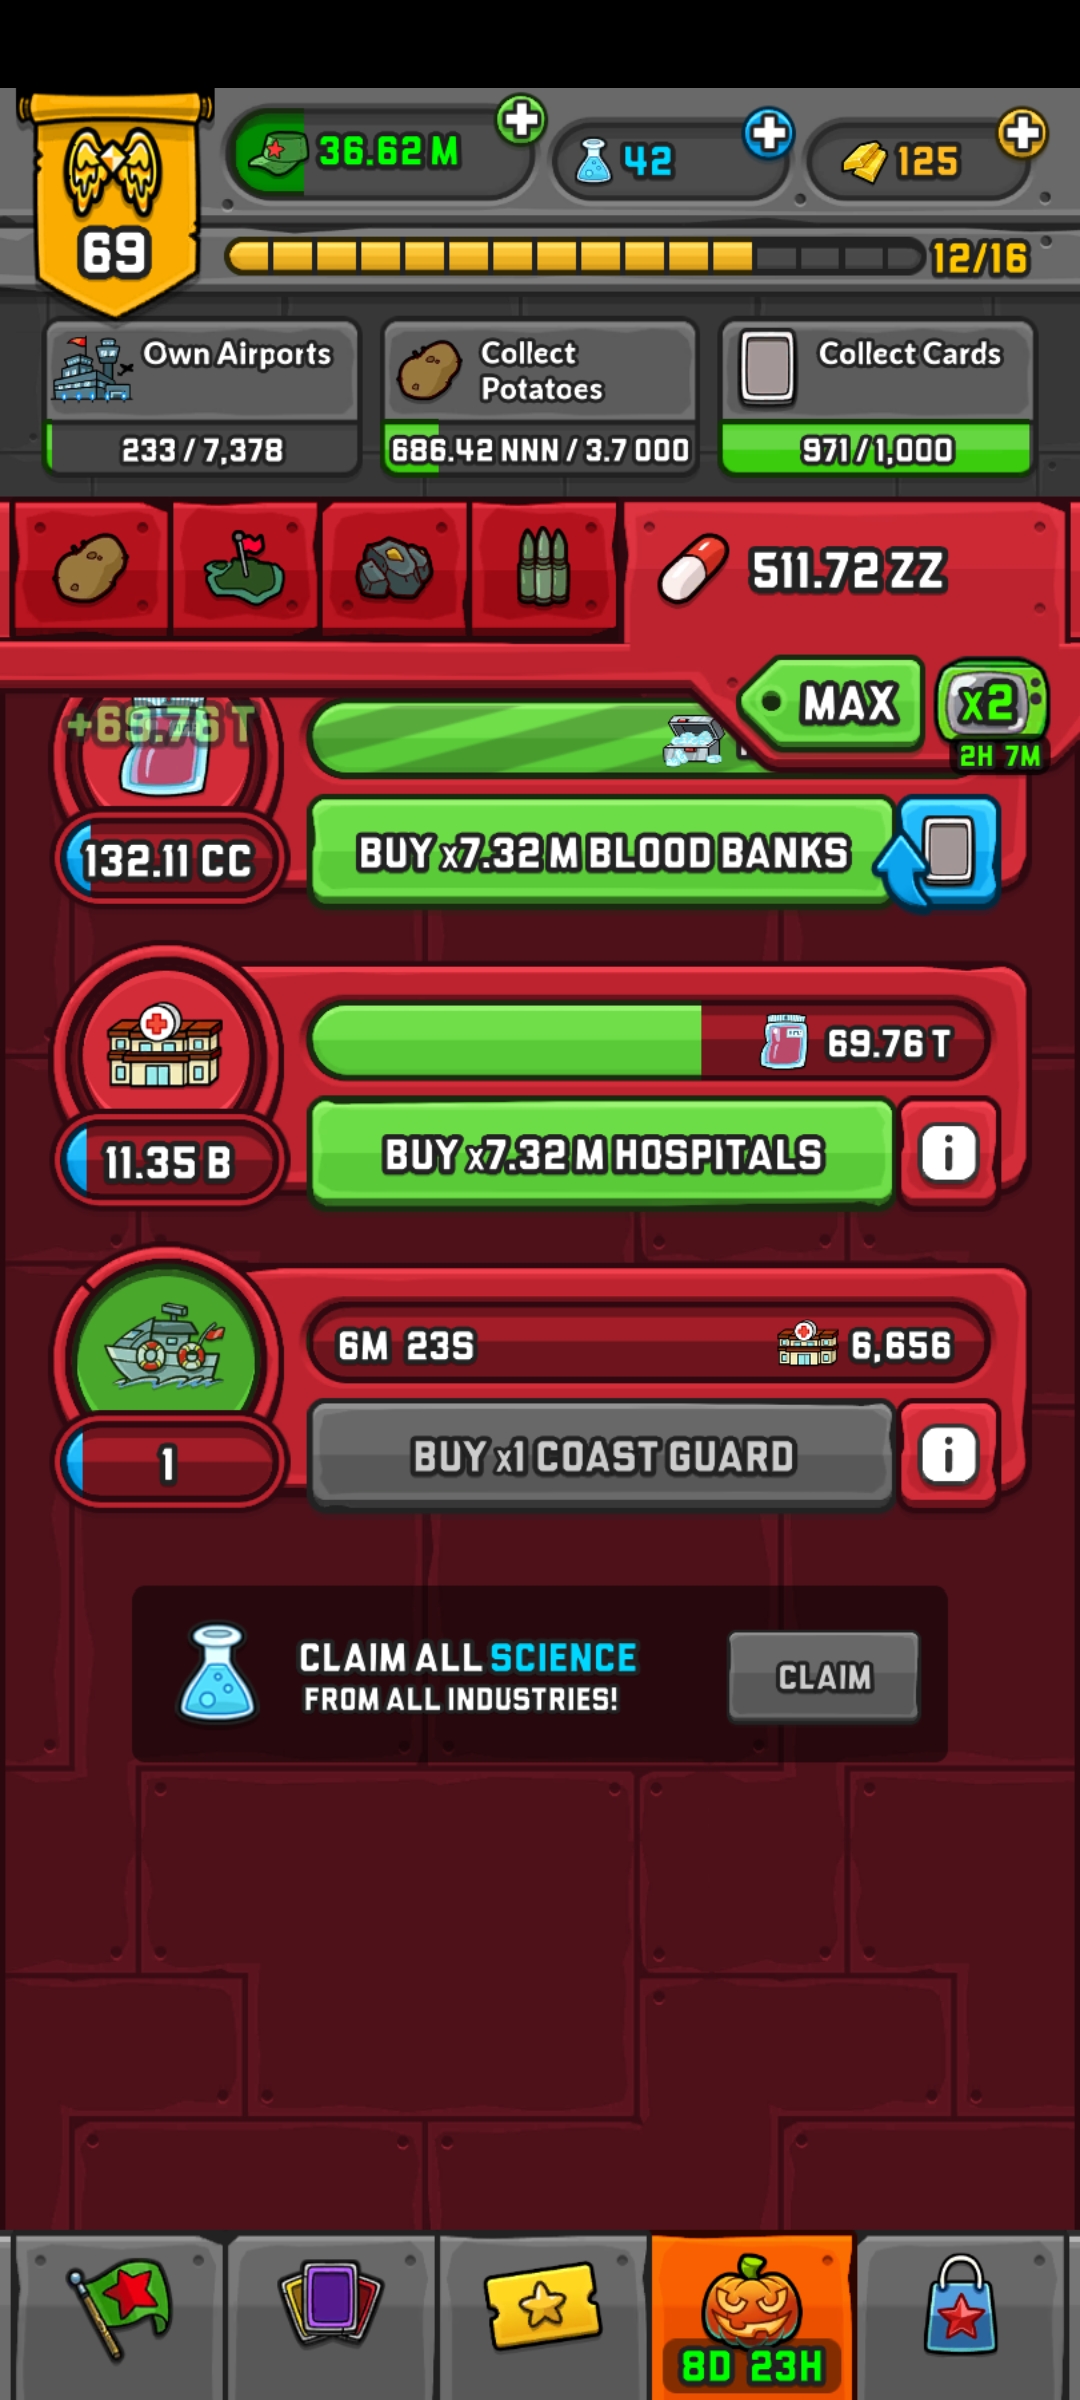 36.62 M
42
125
69
12/16
Own Airports
Collect
Potatoes
Collect Cards
233 / 7,378
686.42 NNN / 3.7 OOO
971 / 1,000
511.72 ZZ
MAX
x2
2H 7M
+69.76 T
132.11 CC
BUY x7.32 M BLOOD BANKS
69.76 T
11.35 B
BUY x7.32 M HOSPITALS
6M 23S
6,656
1
BUY x1 COAST GUARD
CLAIM ALL SCIENCE
FROM ALL INDUSTRIES!
CLAIM
8D 23H